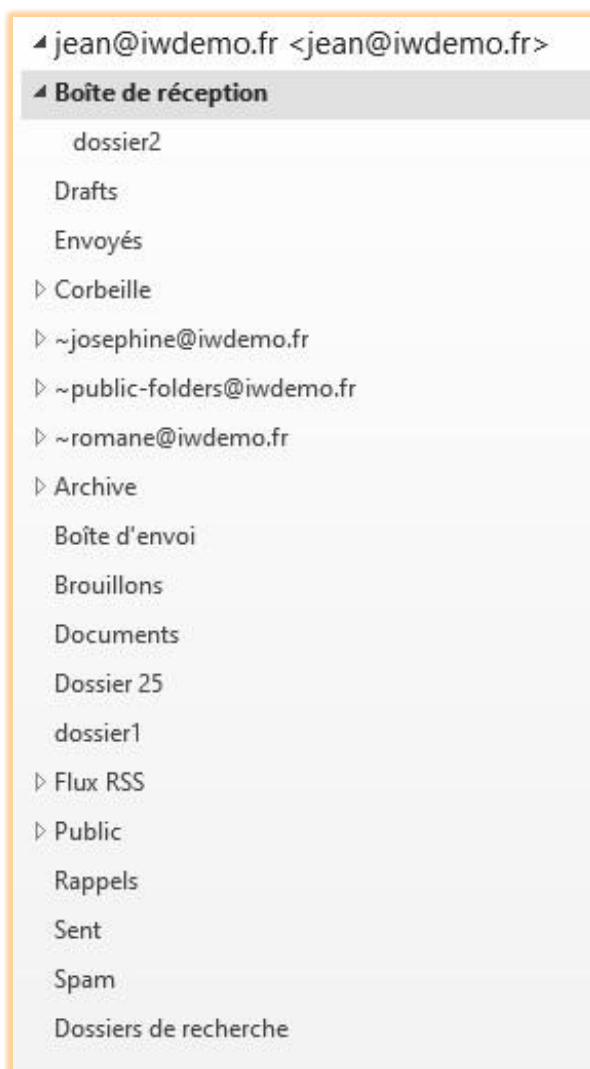 jean@iwdemo.fr <jean@iwdemo.fr>
Boîte de réception
dossier2
Drafts
Envoyés
Corbeille
~josephine@iwdemo.fr
~public-folders@iwdemo.fr
~romane@iwdemo.fr
Archive
Boîte d'envoi
Brouillons
Documents
Dossier 25
dossier1
Flux RSS
Public
Rappels
Sent
Spam
Dossiers de recherche